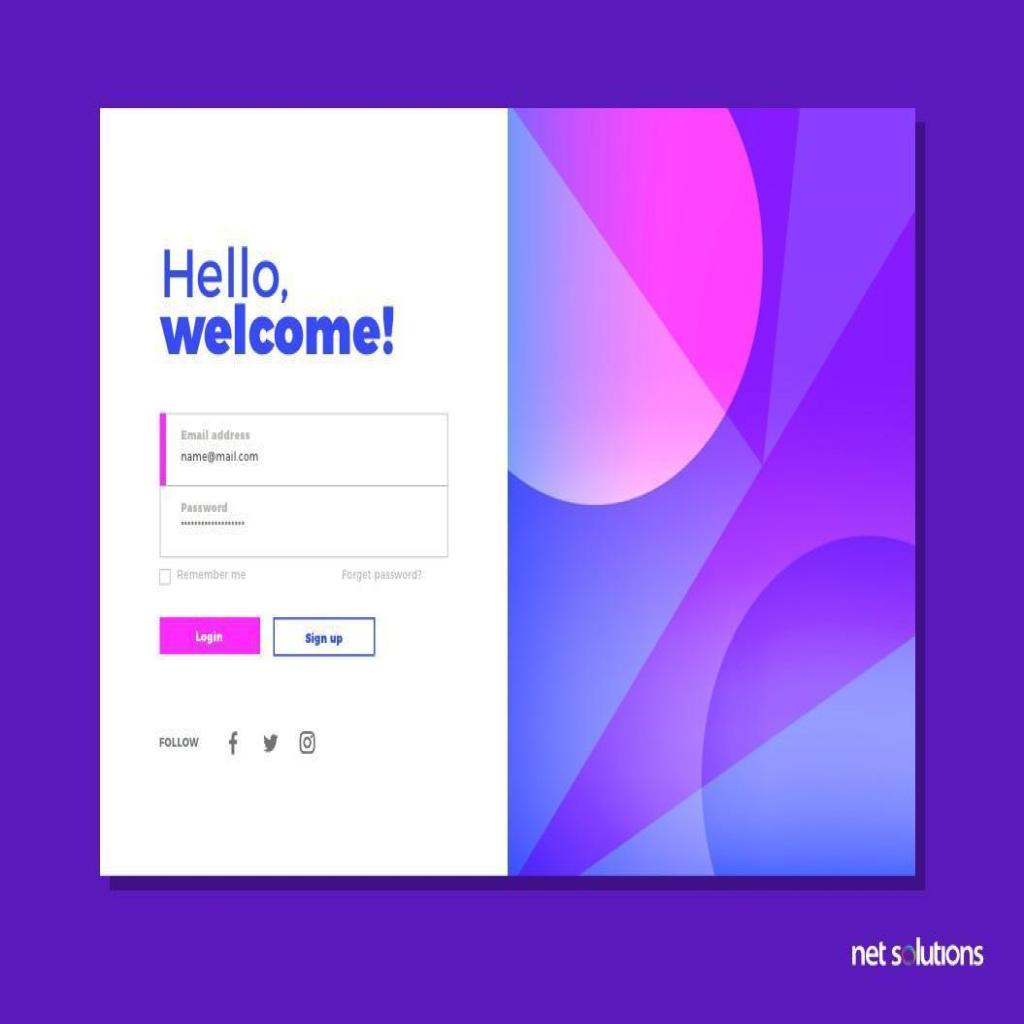 Hello,
welcome!
Email address
name@mail.com
Password
Remember me Forget password?
Login Sign up
FOLLOW
net solutions